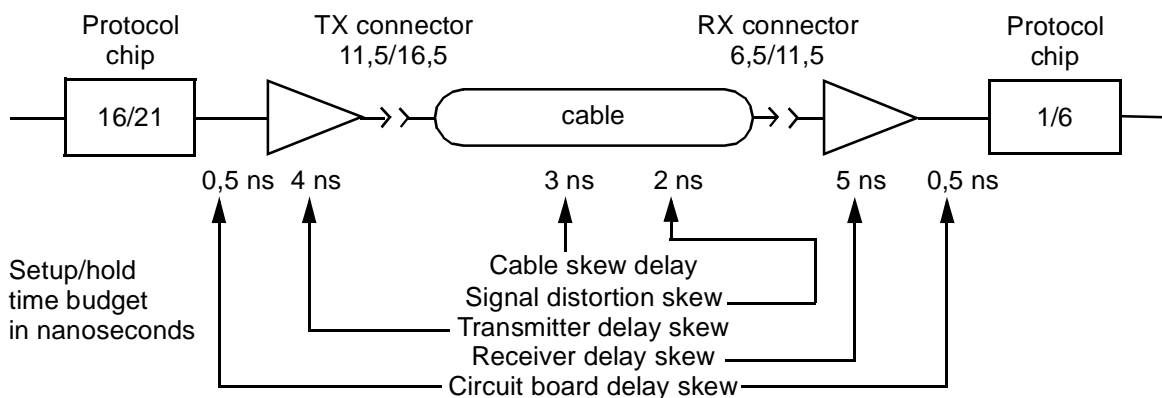 Protocol
chip
TX connector
11,5/16,5
RX connector
6,5/11,5
Protocol
chip
16/21
cable
1/6
0,5 ns
4 ns
3 ns
2 ns
5 ns
0,5 ns
Setup/hold
time budget
in nanoseconds
Cable skew delay
Signal distortion skew
Transmitter delay skew
Receiver delay skew
Circuit board delay skew